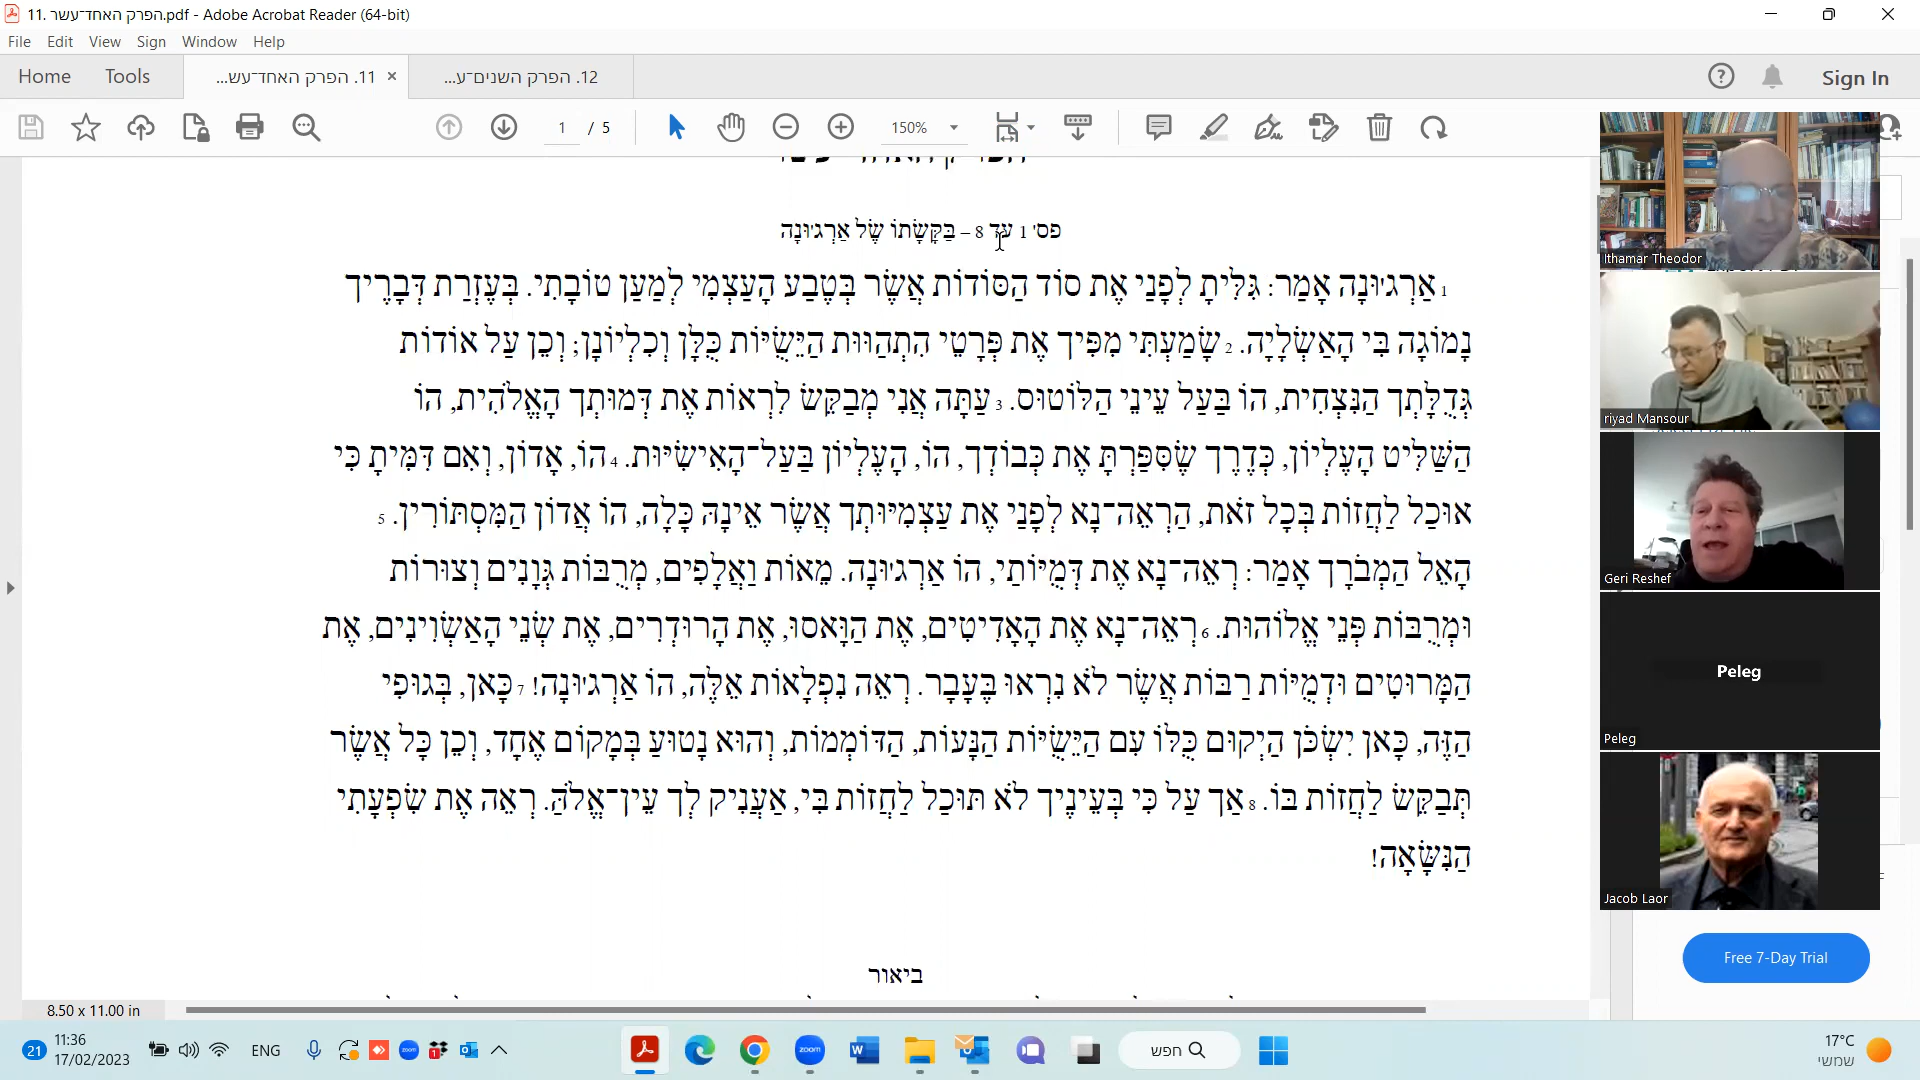 11. הפרק האחד־עשר.pdf - Adobe Acrobat Reader (64-bit)
File Edit View Sign Window Help
Home Tools 11. הפרק האחד־עש... × 12. הפרק השנים־ע... Sign In
1 / 5 150%
פס' 1 עַד 8 – בַּקָּשָׁתוֹ שֶׁל אַרְג'וּנָה
1 אַרְג'וּנָה אָמַר: גִּלִּיתָ לְפָנַי אֶת סוֹד הַסּוֹדוֹת אֲשֶׁר בְּטֶבַע הָעַצְמִי לְמַעַן טוֹבָתִי. בְּעֶזְרַת דְּבָרֶיךָ
נָמוֹגָה בִּי הָאַשְׁלָיָה. 2 שָׁמַעְתִּי מִפִּיךָ אֶת פְּרָטֵי הִתְהַוּוּת הַיֵּשֻׁיּוֹת כֻּלָּן וְכִלְיוֹנָן; וְכֵן עַל אוֹדוֹת
גְּדֻלָּתְךָ הַנִּצְחִית, הוֹ בַּעַל עֵינֵי הַלּוֹטוּס. 3 עַתָּה אֲנִי מְבַקֵּשׁ לִרְאוֹת אֶת דְּמוּתְךָ הָאֱלֹהִית, הוֹ
הַשַּׁלִּיט הָעֶלְיוֹן, כְּדֶרֶךְ שֶׁסִּפַּרְתָּ אֶת כְּבוֹדְךָ, הוֹ, הָעֶלְיוֹן בַּעַל־הָאִישִׁיּוּת. 4 הוֹ, אָדוֹן, וְאִם דִּמִּיתָ כִּי
אוּכַל לַחֲזוֹת בְּכָל זֹאת, הַרְאֵה־נָא לְפָנַי אֶת עַצְמִיּוּתְךָ אֲשֶׁר אֵינָהּ כָּלָה, הוֹ אֲדוֹן הַמִּסְתּוֹרִין. 5
הָאֵל הַמְבֹרָךְ אָמַר: רְאֵה־נָא אֶת דְּמֻיּוֹתַי, הוֹ אַרְג'וּנָה. מֵאוֹת וַאֲלָפִים, מְרֻבּוֹת גְּוָנִים וְצוּרוֹת
וּמְרֻבּוֹת פְּנֵי אֱלוֹהוּת. 6 רְאֵה־נָא אֶת הָאָדִיטִים, אֶת הַוָּאסוּ, אֶת הָרוּדְרִים, אֶת שְׁנֵי הָאַשְׁוִינִים, אֶת
הַמָּרוּטִים וּדְמֻיּוֹת רַבּוֹת אֲשֶׁר לֹא נִרְאוּ בֶּעָבָר. רְאֵה נִפְלָאוֹת אֵלֶּה, הוֹ אַרְג'וּנָה! 7 כָּאן, בְּגוּפִי
הַזֶּה, כָּאן יִשְׁכֹּן הַיְקוּם כֻּלּוֹ עִם הַיֵּשֻׁיּוֹת הַנָּעוֹת, הַדּוֹמְמוֹת, וְהוּא נָטוּעַ בְּמָקוֹם אֶחָד, וְכֵן כָּל אֲשֶׁר
תְּבַקֵּשׁ לַחֲזוֹת בּוֹ. 8 אַךְ עַל כִּי בְּעֵינֶיךָ לֹא תּוּכַל לַחֲזוֹת בִּי, אַעֲנִיק לְךָ עֵין־אֱלֹהַּ. רְאֵה אֶת שִׁפְעָתִי
הַנִּשָּׂאָה!
ביאור
Ithamar Theodor
riyad Mansour
Geri Reshef
Peleg
Peleg
Jacob Laor
Free 7-Day Trial
8.50 x 11.00 in
21 11:36 ENG zoom 1 zoom חפש 17°C
17/02/2023 שמשי